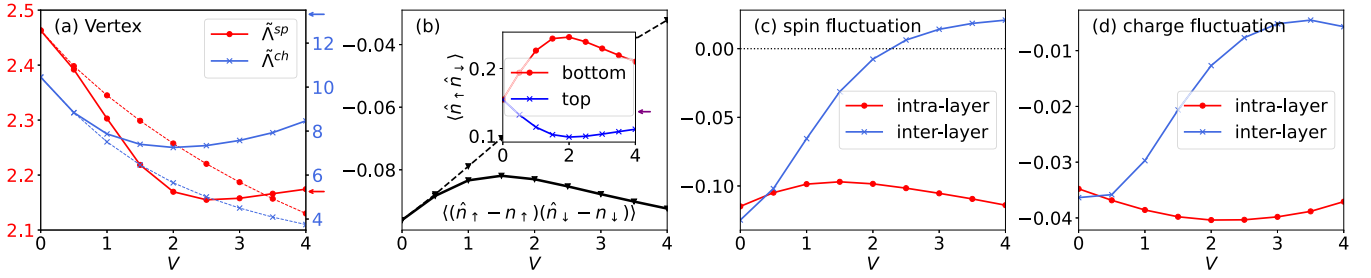 (a) Vertex
Λ̃^sp
Λ̃^ch
2.5
2.4
2.3
2.2
2.1
12
10
8
6
4
0 1 2 3 4
V
(b)
−0.04
−0.06
−0.08
⟨n̂↑n̂↓⟩
0.2
0.1
bottom
top
0 2 4
⟨(n̂↑ − n↑)(n̂↓ − n↓)⟩
0 1 2 3 4
V
(c) spin fluctuation
0.00
−0.05
−0.10
intra-layer
inter-layer
0 1 2 3 4
V
(d) charge fluctuation
−0.01
−0.02
−0.03
−0.04
intra-layer
inter-layer
0 1 2 3 4
V